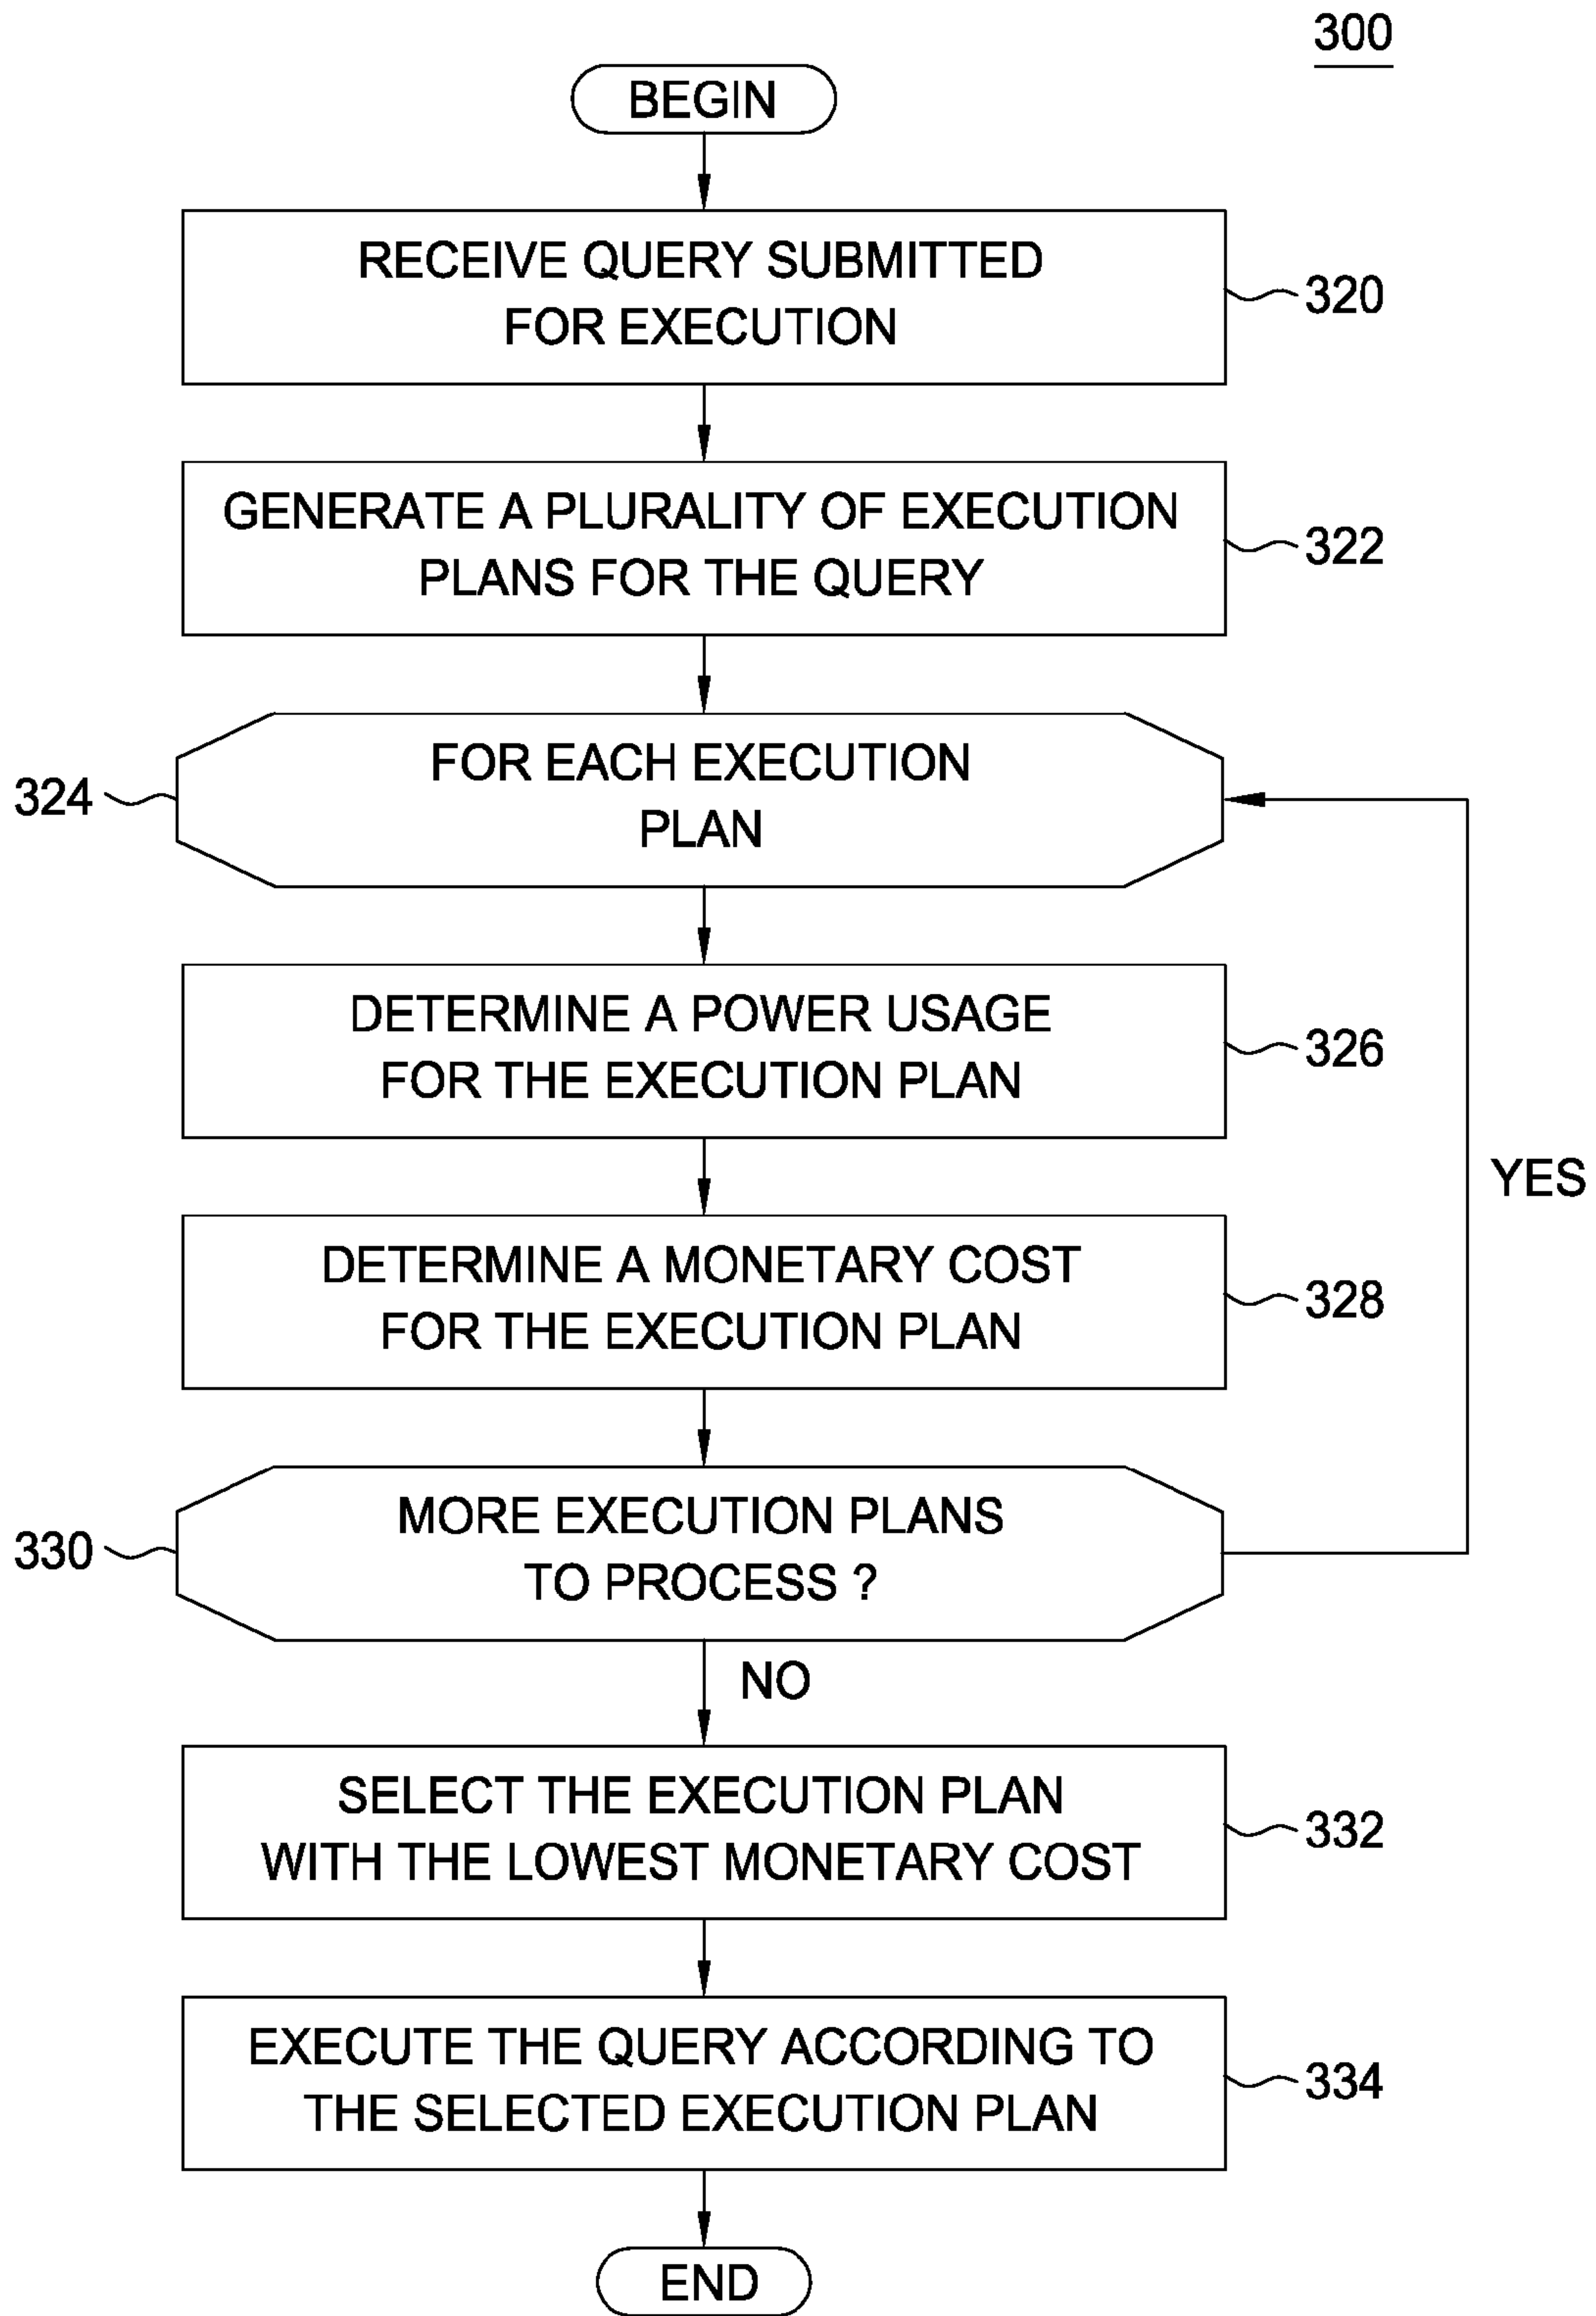 300
BEGIN
RECEIVE QUERY SUBMITTED
FOR EXECUTION
320
GENERATE A PLURALITY OF EXECUTION
PLANS FOR THE QUERY
322
FOR EACH EXECUTION
PLAN
324
DETERMINE A POWER USAGE
FOR THE EXECUTION PLAN
326
YES
DETERMINE A MONETARY COST
FOR THE EXECUTION PLAN
328
MORE EXECUTION PLANS
TO PROCESS ?
330
NO
SELECT THE EXECUTION PLAN
WITH THE LOWEST MONETARY COST
332
EXECUTE THE QUERY ACCORDING TO
THE SELECTED EXECUTION PLAN
334
END